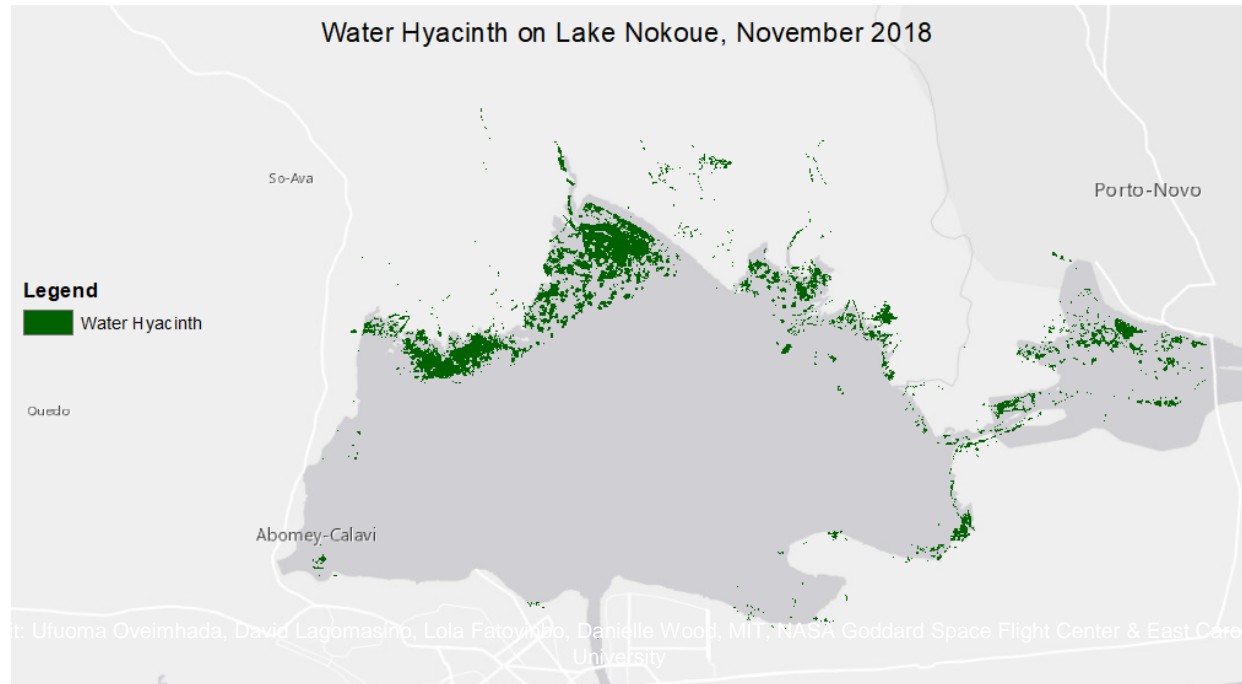 Water Hyacinth on Lake Nokoue, November 2018
So-Ava
Porto-Novo
Legend
Water Hyacinth
Ouedo
Abomey-Calavi
it: Ufuoma Oveimhada, David Lagomasino, Lola Fatoyinbo, Danielle Wood, MIT, NASA Goddard Space Flight Center & East Caro
University